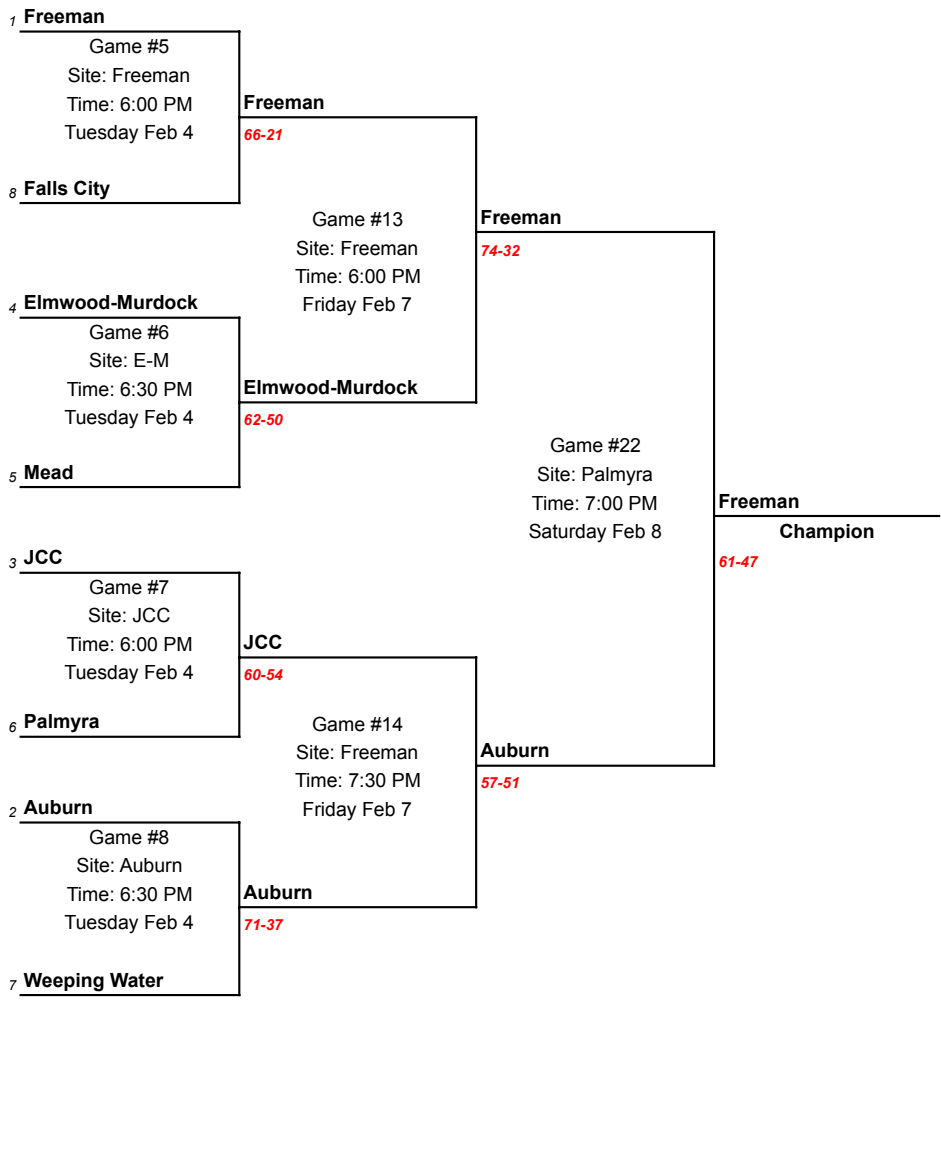 1 Freeman
Game #5
Site: Freeman
Time: 6:00 PM
Tuesday Feb 4
Freeman
66-21
8 Falls City
Game #13
Site: Freeman
Time: 6:00 PM
Friday Feb 7
Freeman
74-32
4 Elmwood-Murdock
Game #6
Site: E-M
Time: 6:30 PM
Tuesday Feb 4
Elmwood-Murdock
62-50
5 Mead
Game #22
Site: Palmyra
Time: 7:00 PM
Saturday Feb 8
Freeman
Champion
61-47
3 JCC
Game #7
Site: JCC
Time: 6:00 PM
Tuesday Feb 4
JCC
60-54
6 Palmyra
Game #14
Site: Freeman
Time: 7:30 PM
Friday Feb 7
Auburn
57-51
2 Auburn
Game #8
Site: Auburn
Time: 6:30 PM
Tuesday Feb 4
Auburn
71-37
7 Weeping Water